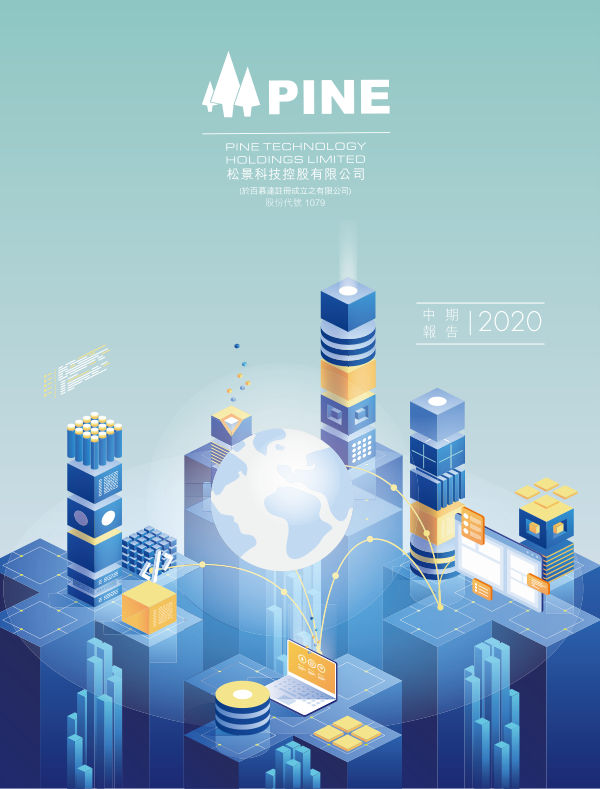 PINE
PINE TECHNOLOGY
HOLDINGS LIMITED
松景科技控股有限公司
(於百慕達註冊成立之有限公司)
股份代號 1079
中期
報告
2020